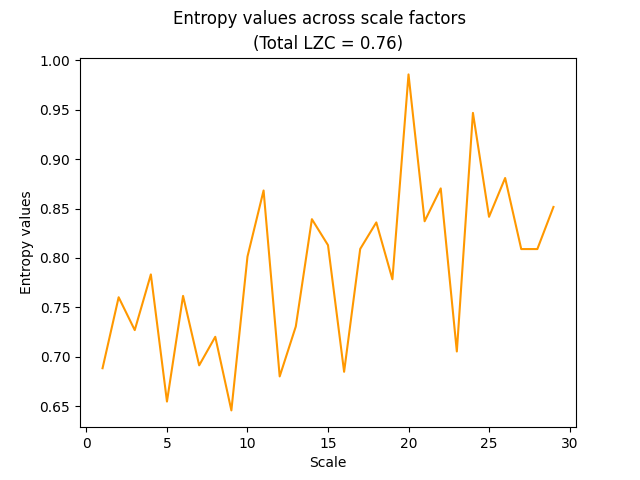 Entropy values across scale factors
(Total LZC = 0.76)
1.00
0.95
0.90
0.85
0.80
0.75
0.70
0.65
Entropy values
0 5 10 15 20 25 30
Scale